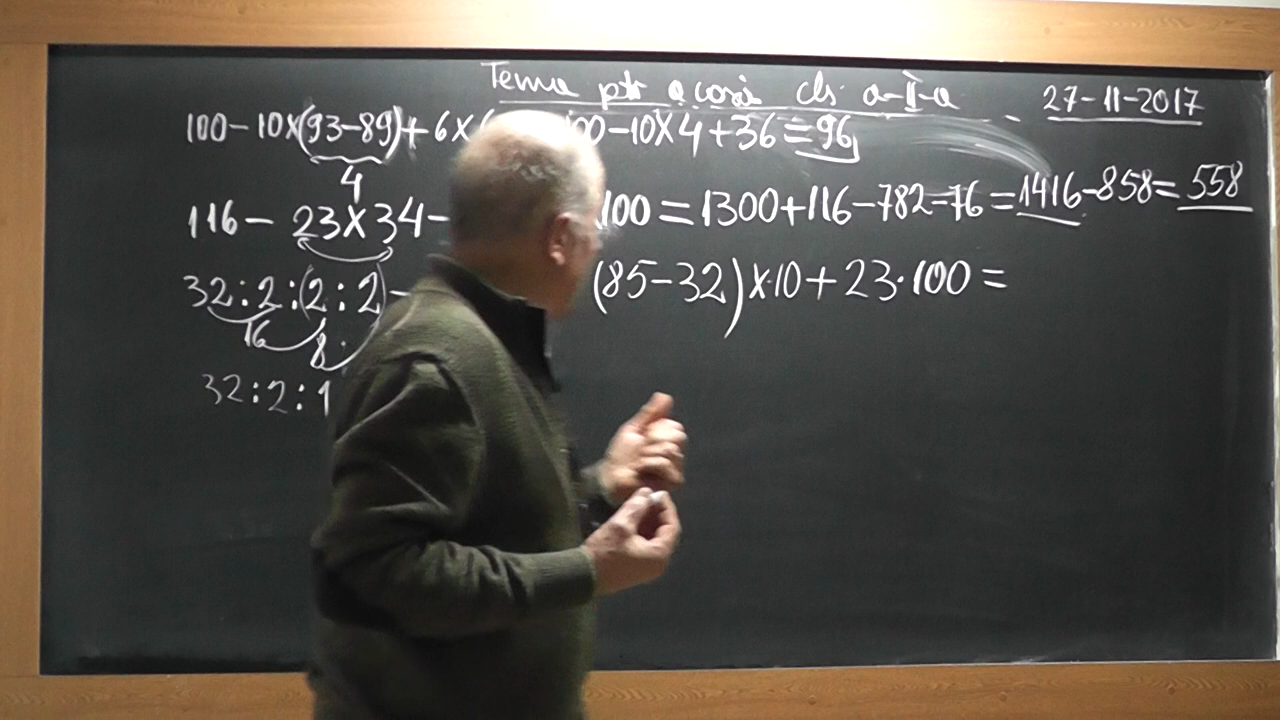 Tema ptr acasă cls. a-II-a 27-11-2017
100-10x(93-89)+6x 00-10x4+36=96
4
116-23x34- 100=1300+116-782-76=1416-858=558
32:2:(2:2)- (85-32)x10+23·100=
16 8
32:2:1